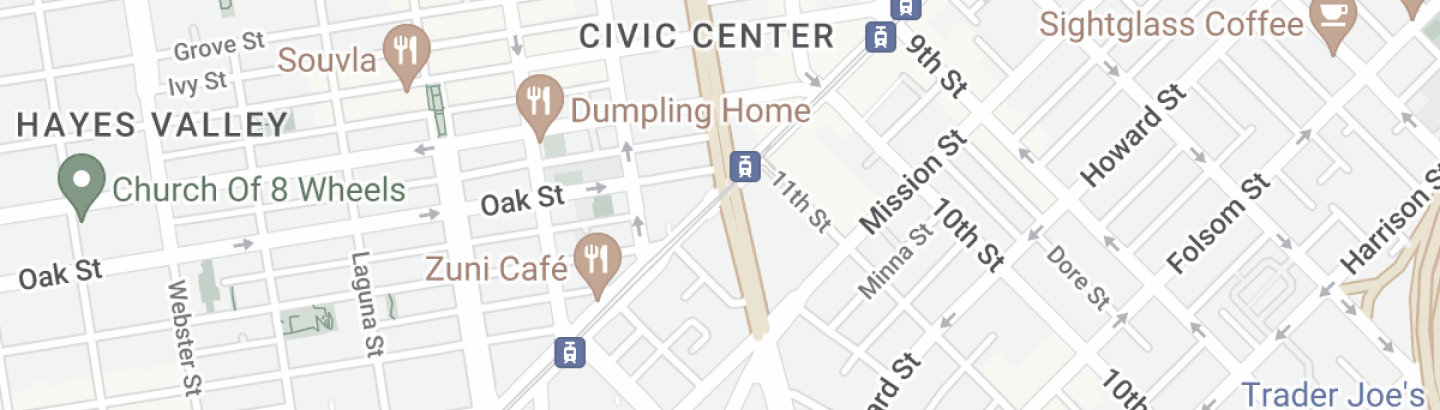 Sightglass Coffee
CIVIC CENTER
Grove St
Souvla
9th St
Ivy St
Dumpling Home
HAYES VALLEY
Howard St
Church Of 8 Wheels
Oak St
11th St
Mission St
10th St
Folsom St
Harrison St
Minna St
Dore St
Zuni Café
Oak St
Laguna St
Webster St
ard St
10th
Trader Joe's